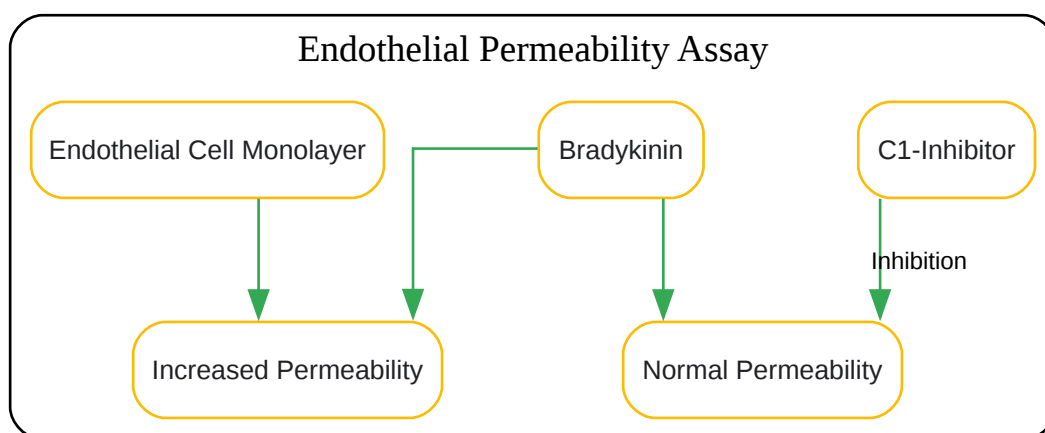 Endothelial Permeability Assay
Endothelial Cell Monolayer
Bradykinin
C1-Inhibitor
Inhibition
Increased Permeability
Normal Permeability